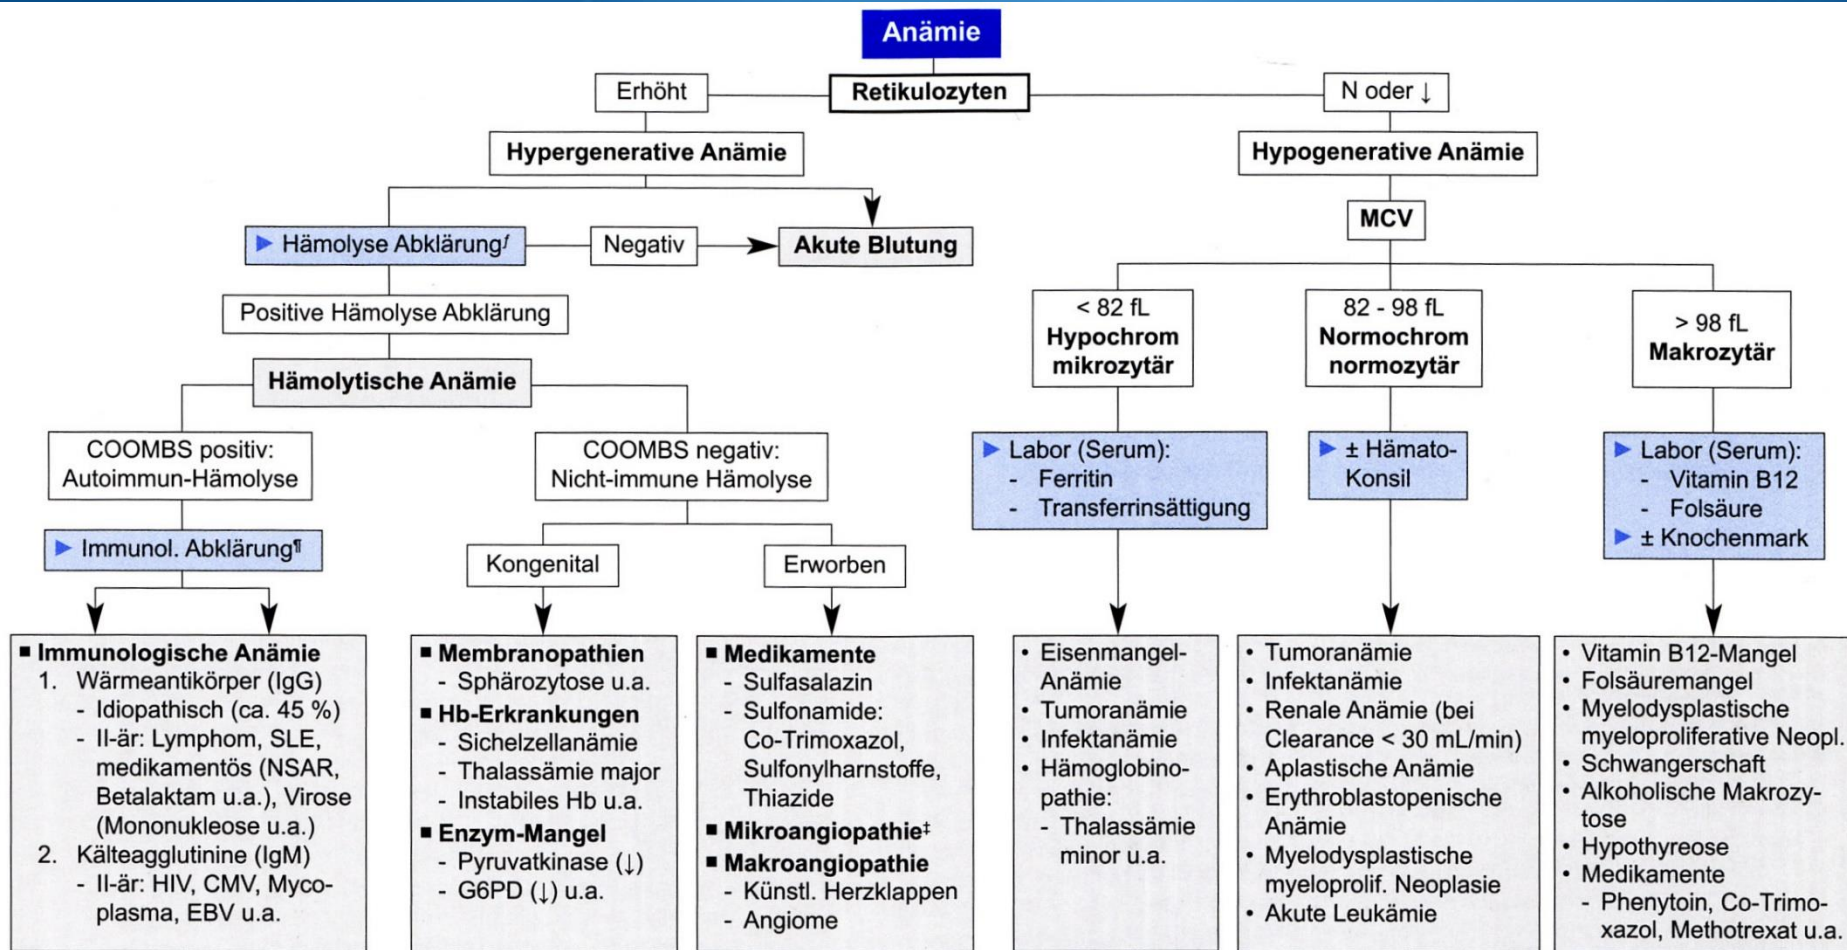 Anämie
Erhöht
Retikulozyten
N oder ↓
Hypergenerative Anämie
Hypogenerative Anämie
MCV
► Hämolyse Abklärungᶠ
Negativ
Akute Blutung
Positive Hämolyse Abklärung
Hämolytische Anämie
< 82 fL
Hypochrom
mikrozytär
82 - 98 fL
Normochrom
normozytär
> 98 fL
Makrozytär
COOMBS positiv:
Autoimmun-Hämolyse
COOMBS negativ:
Nicht-immune Hämolyse
► Labor (Serum):
- Ferritin
- Transferrinsättigung
► ± Hämato-
Konsil
► Labor (Serum):
- Vitamin B12
- Folsäure
► ± Knochenmark
► Immunol. Abklärung¶
Kongenital
Erworben
▪ Immunologische Anämie
1. Wärmeantikörper (IgG)
- Idiopathisch (ca. 45 %)
- II-är: Lymphom, SLE,
medikamentös (NSAR,
Betalaktam u.a.), Virose
(Mononukleose u.a.)
2. Kälteagglutinine (IgM)
- II-är: HIV, CMV, Myco-
plasma, EBV u.a.
▪ Membranopathien
- Sphärozytose u.a.
▪ Hb-Erkrankungen
- Sichelzellanämie
- Thalassämie major
- Instabiles Hb u.a.
▪ Enzym-Mangel
- Pyruvatkinase (↓)
- G6PD (↓) u.a.
▪ Medikamente
- Sulfasalazin
- Sulfonamide:
Co-Trimoxazol,
Sulfonylharnstoffe,
Thiazide
▪ Mikroangiopathie‡
▪ Makroangiopathie
- Künstl. Herzklappen
- Angiome
• Eisenmangel-
Anämie
• Tumoranämie
• Infektanämie
• Hämoglobino-
pathie:
- Thalassämie
minor u.a.
• Tumoranämie
• Infektanämie
• Renale Anämie (bei
Clearance < 30 mL/min)
• Aplastische Anämie
• Erythroblastopenische
Anämie
• Myelodysplastische
myeloprolif. Neoplasie
• Akute Leukämie
• Vitamin B12-Mangel
• Folsäuremangel
• Myelodysplastische
myeloproliferative Neopl.
• Schwangerschaft
• Alkoholische Makrozy-
tose
• Hypothyreose
• Medikamente
- Phenytoin, Co-Trimo-
xazol, Methotrexat u.a.